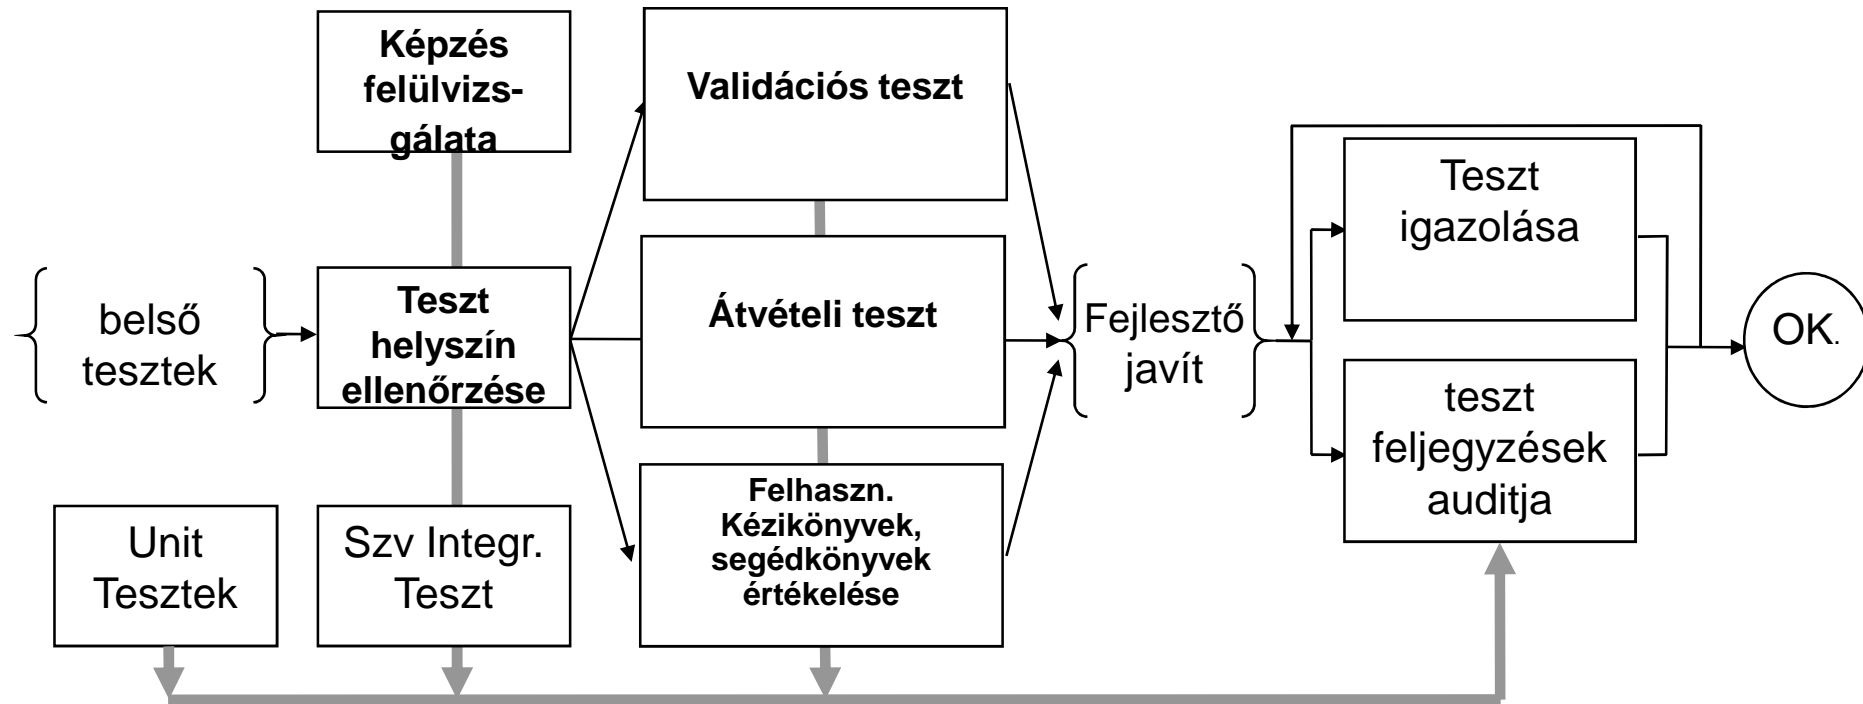 Képzés
felülvizs-
gálata
Validációs teszt
Teszt
igazolása
belső
tesztek
Teszt
helyszín
ellenőrzése
Átvételi teszt
Fejlesztő
javít
OK.
teszt
feljegyzések
auditja
Unit
Tesztek
Szv Integr.
Teszt
Felhaszn.
Kézikönyvek,
segédkönyvek
értékelése